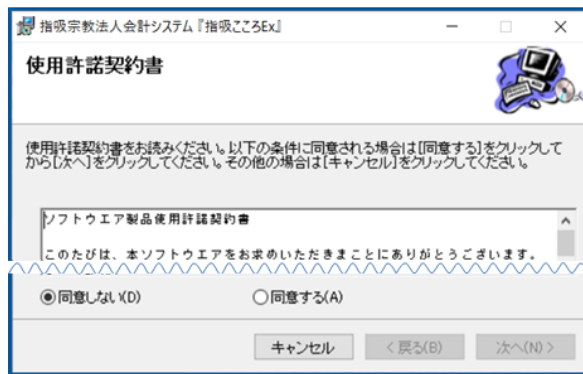 指吸宗教法人会計システム『指吸こころEx』
使用許諾契約書
使用許諾契約書をお読みください。以下の条件に同意される場合は[同意する]をクリックして
から[次へ]をクリックしてください。その他の場合は[キャンセル]をクリックしてください。
ソフトウエア製品使用許諾契約書
このたびは、本ソフトウエアをお求めいただきまことにありがとうございます。
同意しない(D) 同意する(A)
キャンセル < 戻る(B) 次へ(N) >